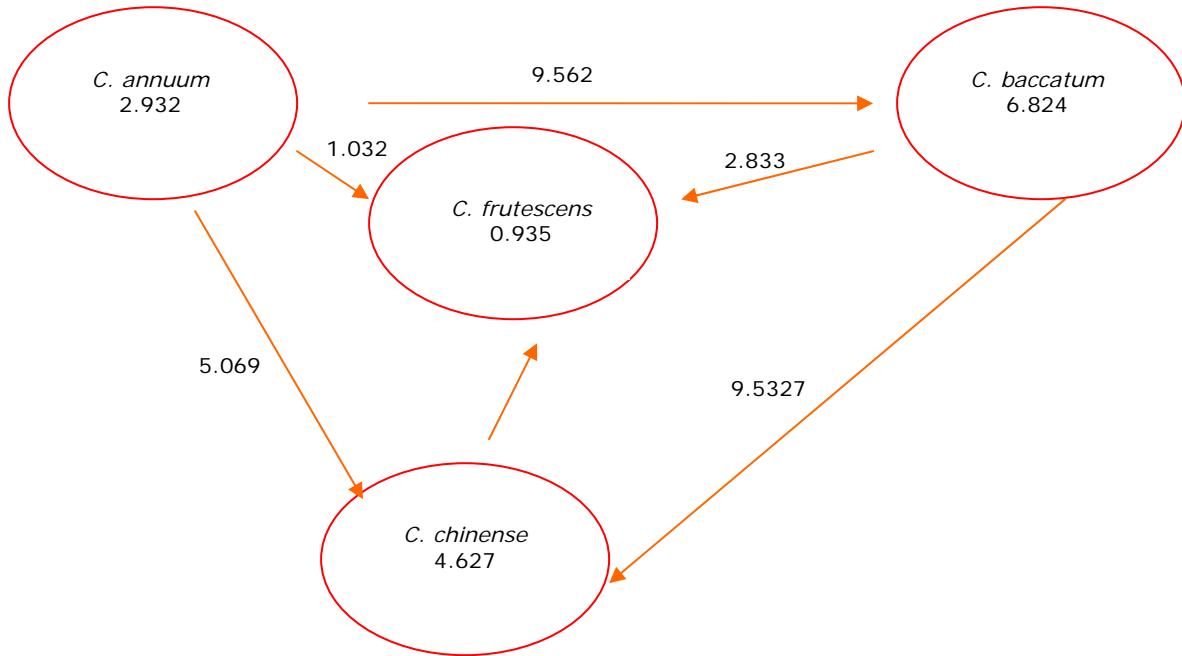 9.562
C. annuum
2.932
C. baccatum
6.824
1.032
2.833
C. frutescens
0.935
5.069
9.5327
C. chinense
4.627